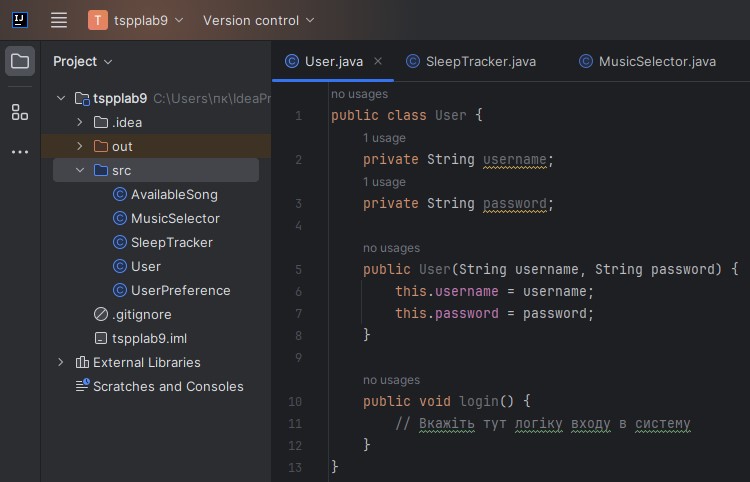 IJ
T tspplab9 Version control
Project
tspplab9 C:\Users\пк\IdeaPr
.idea
out
src
C AvailableSong
C MusicSelector
C SleepTracker
C User
C UserPreference
.gitignore
tspplab9.iml
External Libraries
Scratches and Consoles
C User.java
C SleepTracker.java
C MusicSelector.java
no usages
1 public class User {
1 usage
2 private String username;
1 usage
3 private String password;
4
no usages
5 public User(String username, String password) {
6 this.username = username;
7 this.password = password;
8 }
9
no usages
10 public void login() {
11 // Вкажіть тут логіку входу в систему
12 }
13 }